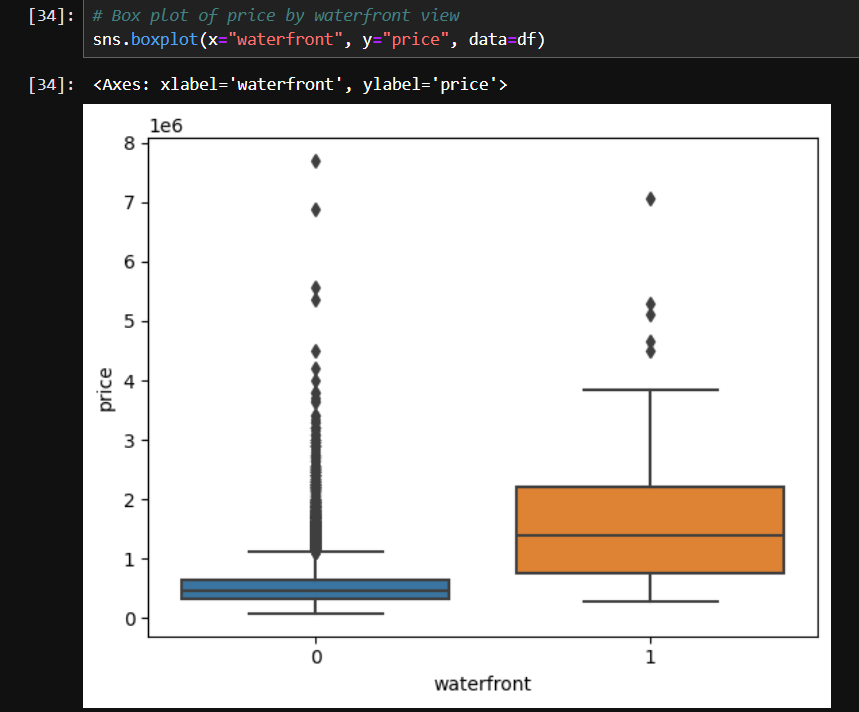 [34]: # Box plot of price by waterfront view
sns.boxplot(x="waterfront", y="price", data=df)
[34]: <Axes: xlabel='waterfront', ylabel='price'>
1e6
8
7
6
5
4
3
2
1
0
price
0 1
waterfront